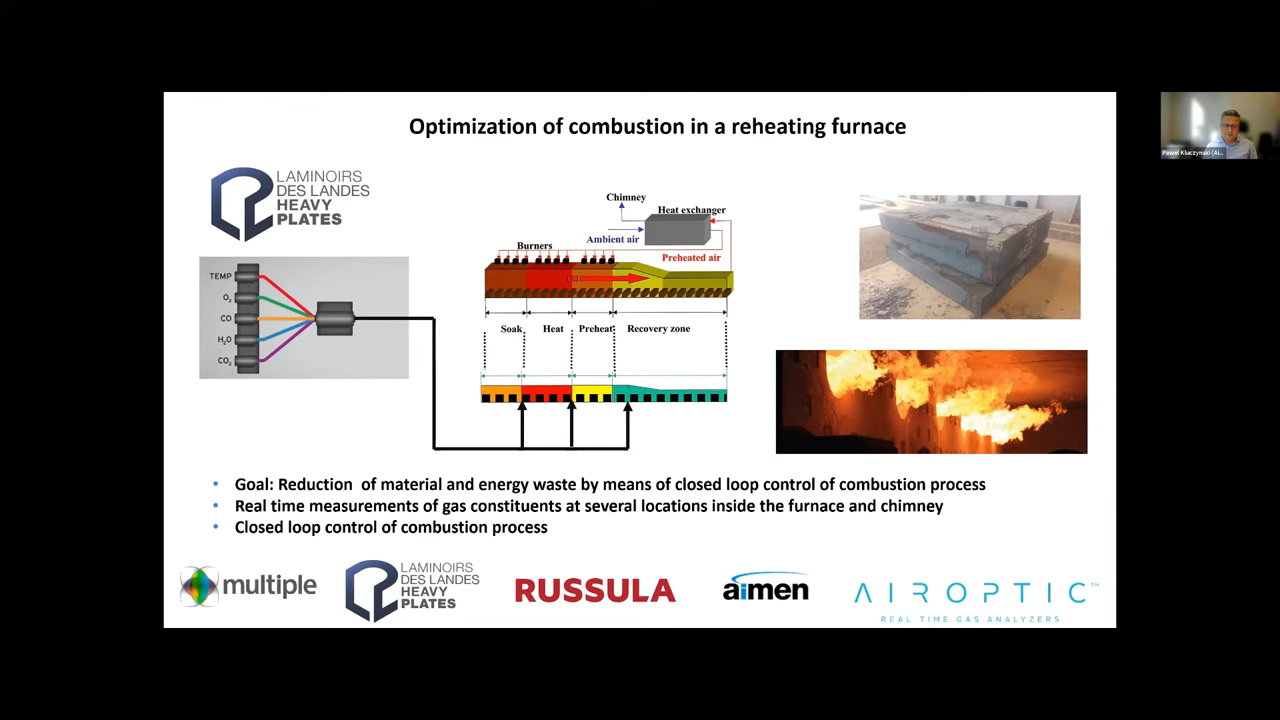 Optimization of combustion in a reheating furnace
LAMINOIRS
DES LANDES
HEAVY
PLATES
TEMP
O₂
CO
H₂O
CO₂
Chimney
Heat exchanger
Ambient air
Burners
Preheated air
Soak
Heat
Preheat
Recovery zone
Pawel Kluczynski (Ai...
• Goal: Reduction of material and energy waste by means of closed loop control of combustion process
• Real time measurements of gas constituents at several locations inside the furnace and chimney
• Closed loop control of combustion process
multiple
LAMINOIRS
DES LANDES
HEAVY
PLATES
RUSSULA
aimen
AIROPTIC™
REAL TIME GAS ANALYZERS